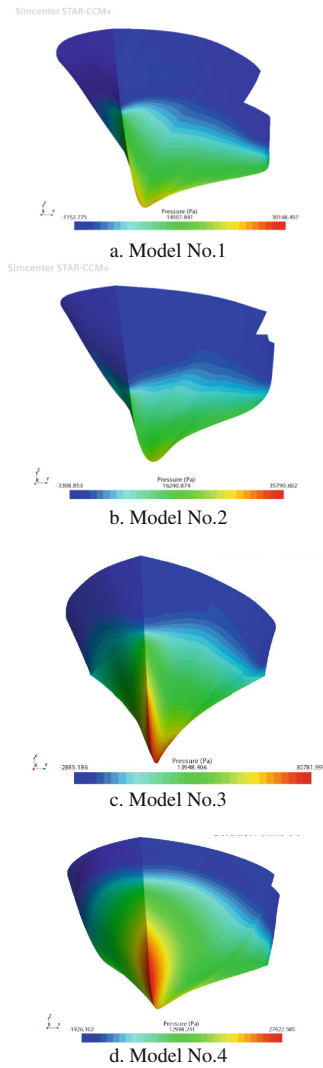 Simcenter STAR-CCM+
Z
X Y
Pressure (Pa)
-1152.775 14507.841 30168.457
a. Model No.1
Simcenter STAR-CCM+
Z
X Y
Pressure (Pa)
-3308.853 16240.874 35790.602
b. Model No.2
Z
X Y
Pressure (Pa)
-2885.186 13948.406 30781.99
c. Model No.3
Z
X Y
Pressure (Pa)
-1926.102 12998.241 27922.585
d. Model No.4